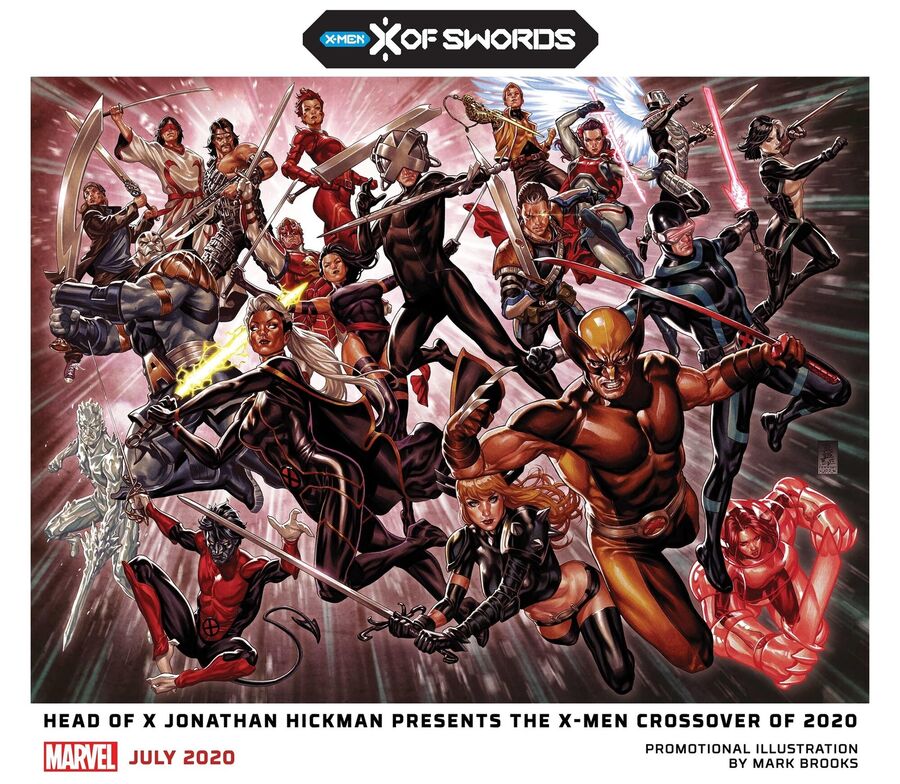 X-MEN X OF SWORDS
HEAD OF X JONATHAN HICKMAN PRESENTS THE X-MEN CROSSOVER OF 2020
MARVEL JULY 2020
PROMOTIONAL ILLUSTRATION
BY MARK BROOKS